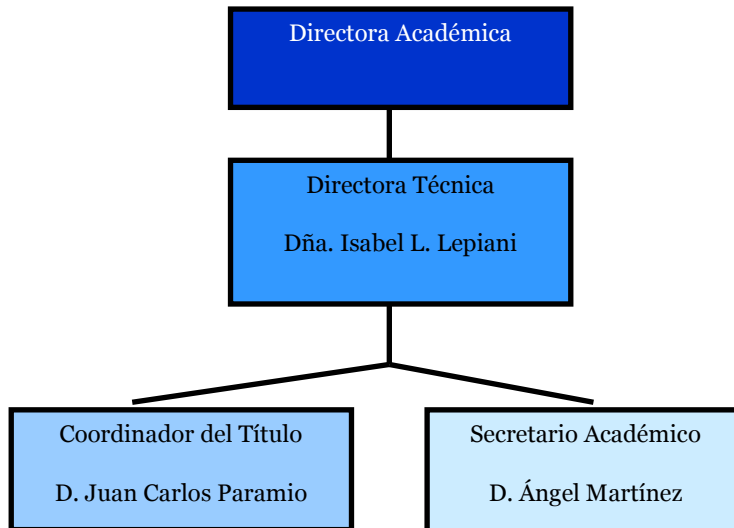 Directora Académica
Directora Técnica
Dña. Isabel L. Lepiani
Coordinador del Título
D. Juan Carlos Paramio
Secretario Académico
D. Ángel Martínez